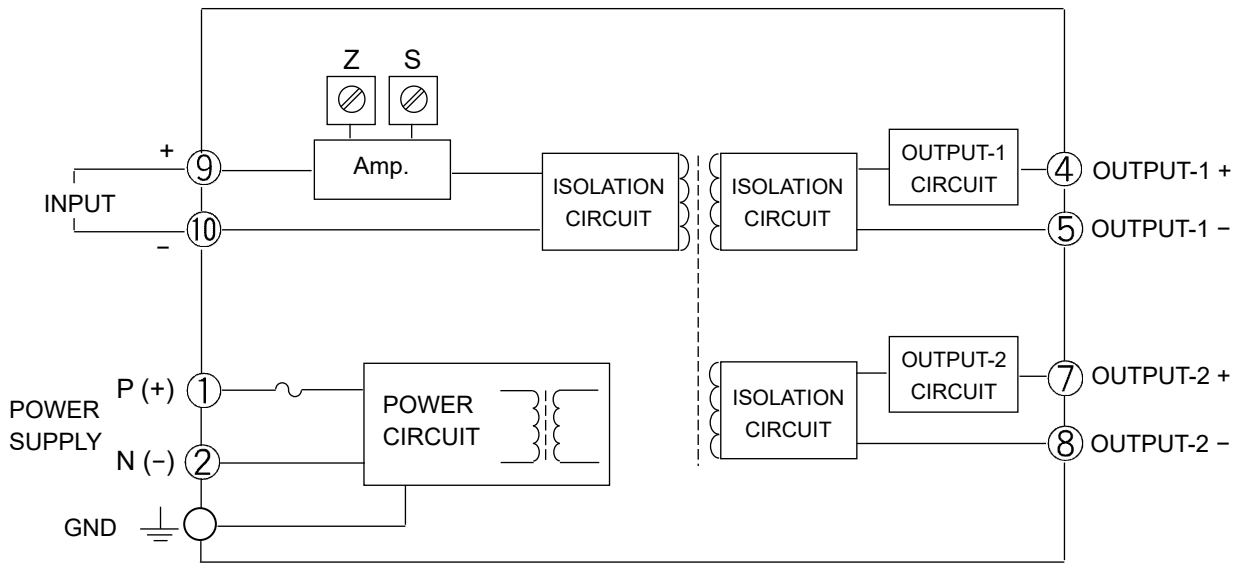 Z S
+ 9 Amp. OUTPUT-1 4 OUTPUT-1 +
INPUT ISOLATION ISOLATION CIRCUIT
CIRCUIT CIRCUIT
− 10 5 OUTPUT-1 −
P (+) 1 OUTPUT-2 7 OUTPUT-2 +
POWER POWER ISOLATION CIRCUIT
SUPPLY CIRCUIT CIRCUIT
N (−) 2 8 OUTPUT-2 −
GND